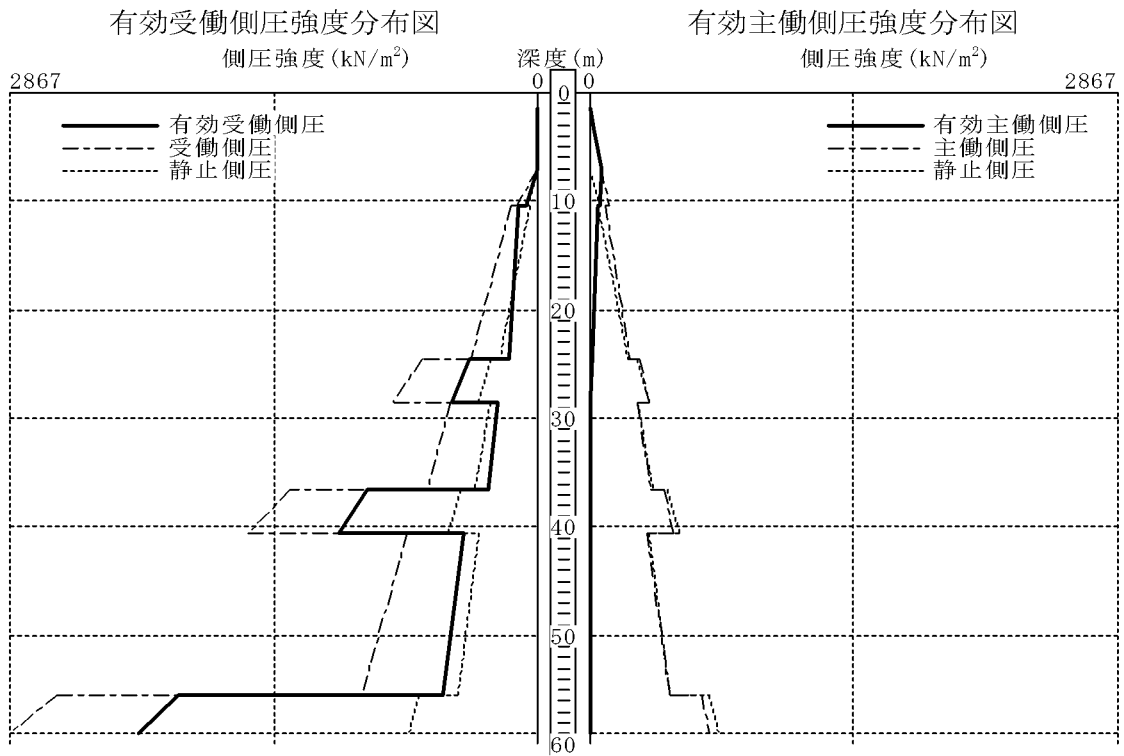 有効受働側圧強度分布図
有効主働側圧強度分布図
側圧強度(kN/m²)
深度(m)
側圧強度(kN/m²)
2867
0
0
2867
有効受働側圧
受働側圧
静止側圧
有効主働側圧
主働側圧
静止側圧
0
10
20
30
40
50
60